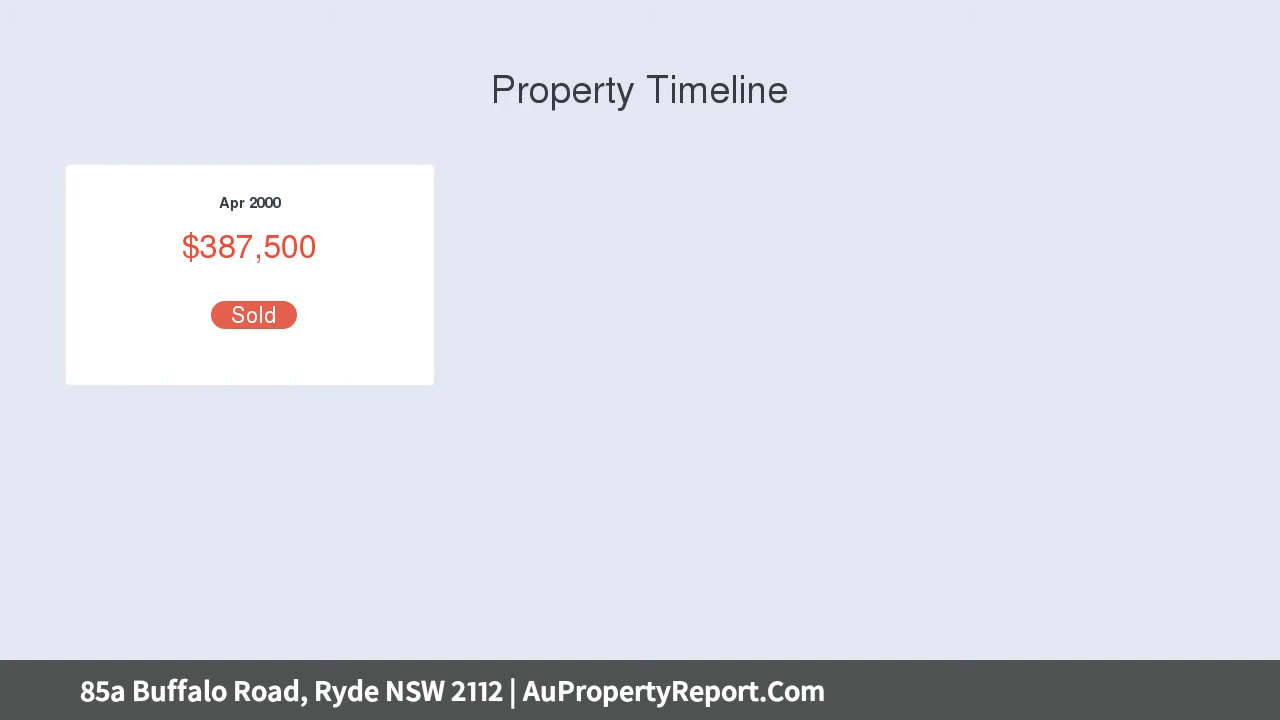 Property Timeline
Apr 2000
$387,500
Sold
85a Buffalo Road, Ryde NSW 2112 | AuPropertyReport.Com